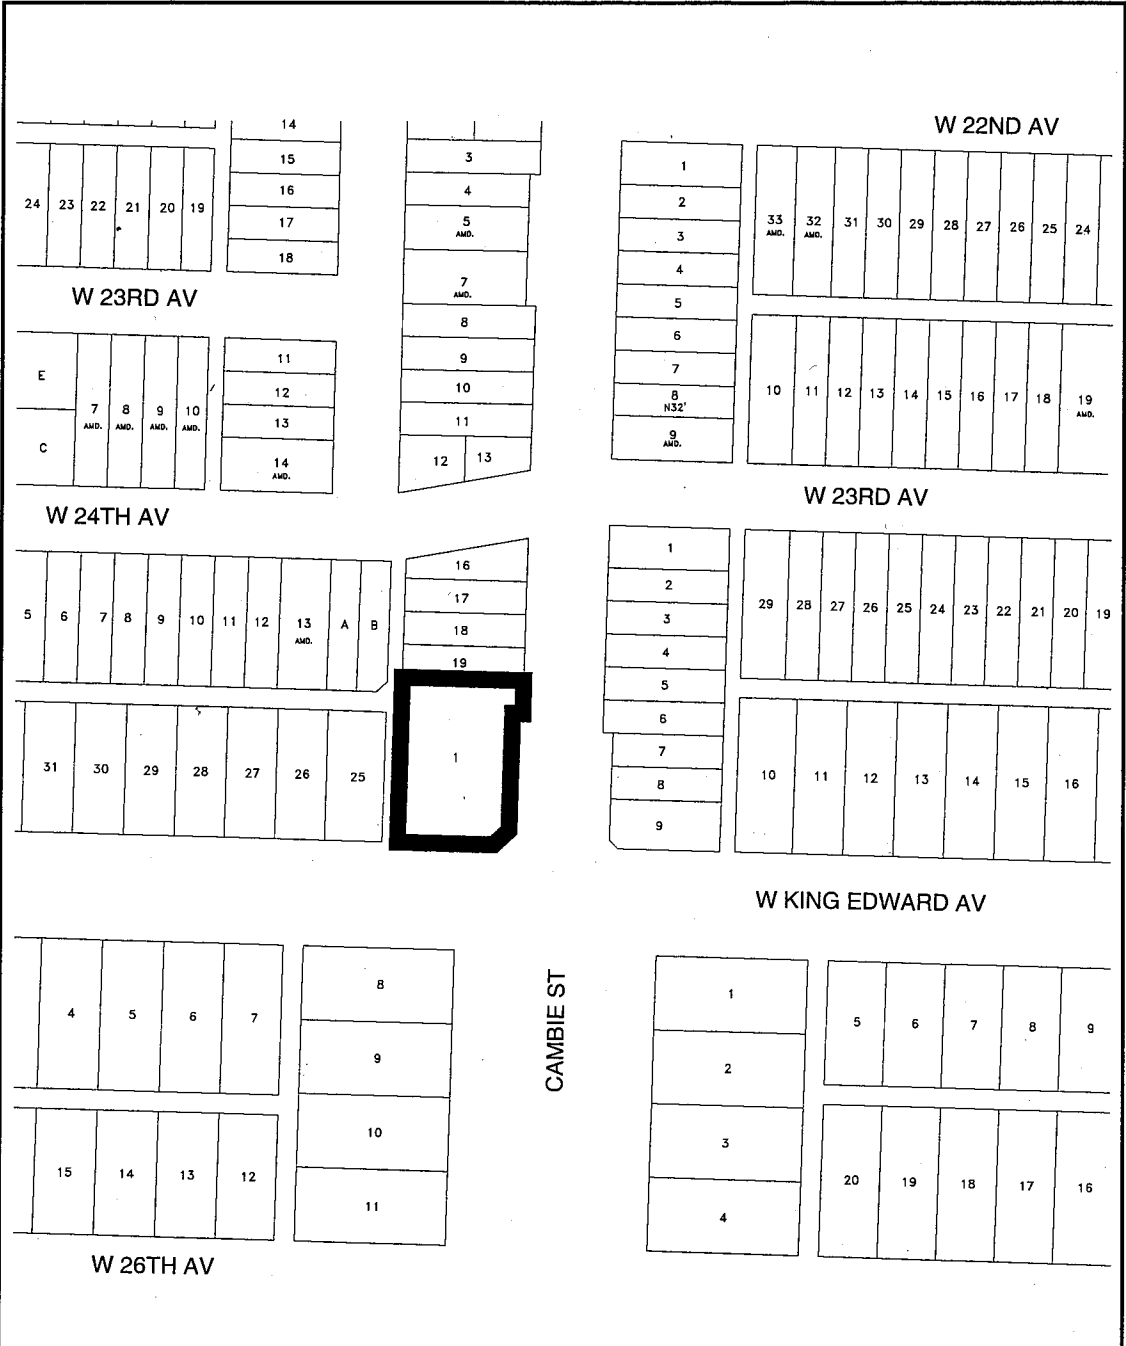 W 22ND AV
14
15
16
17
18
3
4
5
AMD.
7
AMD.
8
9
10
11
12 13
1
2
3
4
5
6
7
8
N32'
9
AMD.
33 32 31 30 29 28 27 26 25 24
AMD. AMD.
24 23 22 21 20 19
W 23RD AV
E
C
7 8 9 10
AMD. AMD. AMD. AMD.
11
12
13
14
AMD.
10 11 12 13 14 15 16 17 18 19
AMD.
W 24TH AV
W 23RD AV
5 6 7 8 9 10 11 12 13 A B
AMD.
16
17
18
19
1
1
2
3
4
5
6
7
8
9
29 28 27 26 25 24 23 22 21 20 19
31 30 29 28 27 26 25
10 11 12 13 14 15 16
W KING EDWARD AV
4 5 6 7
8
9
10
11
CAMBIE ST
1
2
3
4
5 6 7 8 9
15 14 13 12
20 19 18 17 16
W 26TH AV